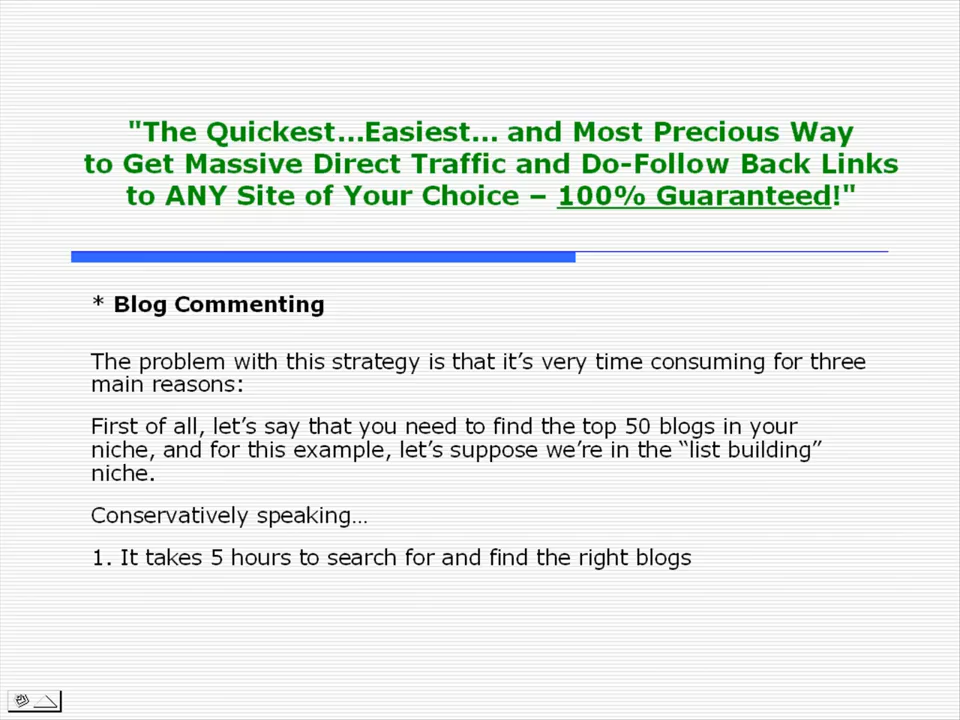 "The Quickest...Easiest... and Most Precious Way
to Get Massive Direct Traffic and Do-Follow Back Links
to ANY Site of Your Choice – 100% Guaranteed!"
* Blog Commenting
The problem with this strategy is that it’s very time consuming for three
main reasons:
First of all, let’s say that you need to find the top 50 blogs in your
niche, and for this example, let’s suppose we’re in the “list building”
niche.
Conservatively speaking…
1. It takes 5 hours to search for and find the right blogs